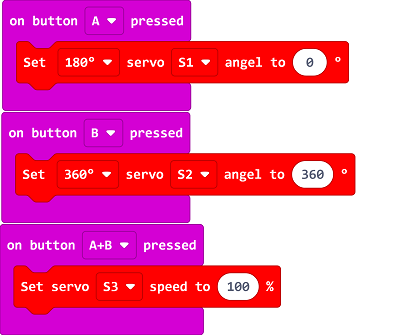 on button A pressed
Set 180° servo S1 angel to 0 °
on button B pressed
Set 360° servo S2 angel to 360 °
on button A+B pressed
Set servo S3 speed to 100 %